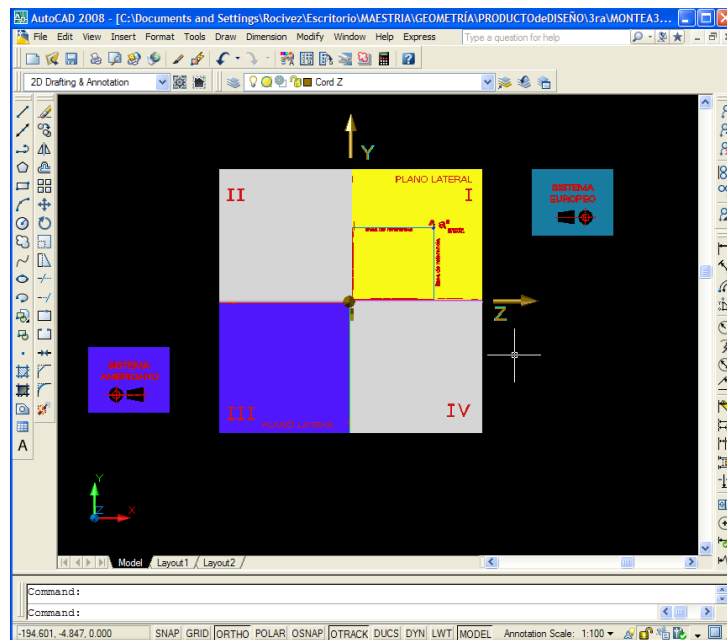 AutoCAD 2008 - [C:\Documents and Settings\Rocivez\Escritorio\MAESTRIA\GEOMETRÍA\PRODUCTOdeDISEÑO\3ra\MONTEA3...
File Edit View Insert Format Tools Draw Dimension Modify Window Help Express Type a question for help
2D Drafting & Annotation Cord Z
Y
PLANO LATERAL
II I
SISTEMA
EUROPEO
a"
Z
SISTEMA
AMERICANO
III IV
PLANO LATERAL
A
Y
Z X
Model Layout1 Layout2
Command:
Command:
-194.601, -4.847, 0.000 SNAP GRID ORTHO POLAR OSNAP OTRACK DUCS DYN LWT MODEL Annotation Scale: 1:100